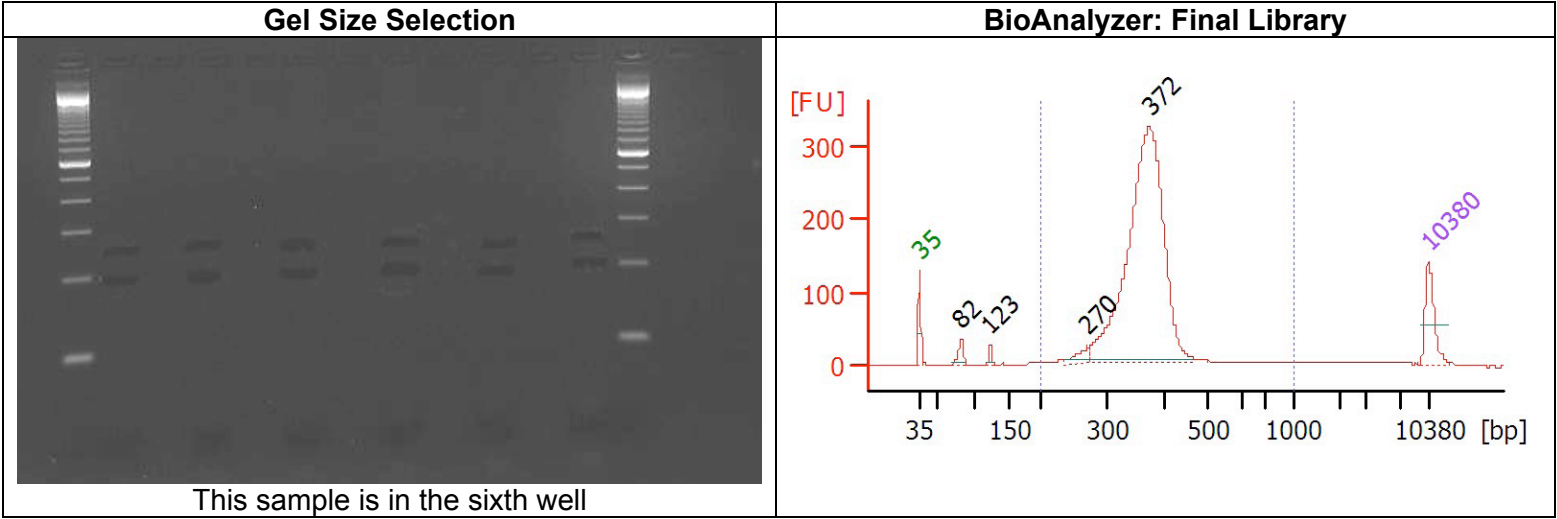 Gel Size Selection
BioAnalyzer: Final Library
This sample is in the sixth well
[FU]
300
200
100
0
35
82
123
270
372
10380
35 150 300 500 1000 10380 [bp]